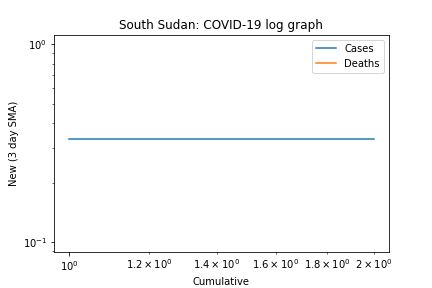 South Sudan: COVID-19 log graph
Cases
Deaths
New (3 day SMA)
10⁰
10⁻¹
10⁰
1.2 × 10⁰
1.4 × 10⁰
1.6 × 10⁰
1.8 × 10⁰
2 × 10⁰
Cumulative